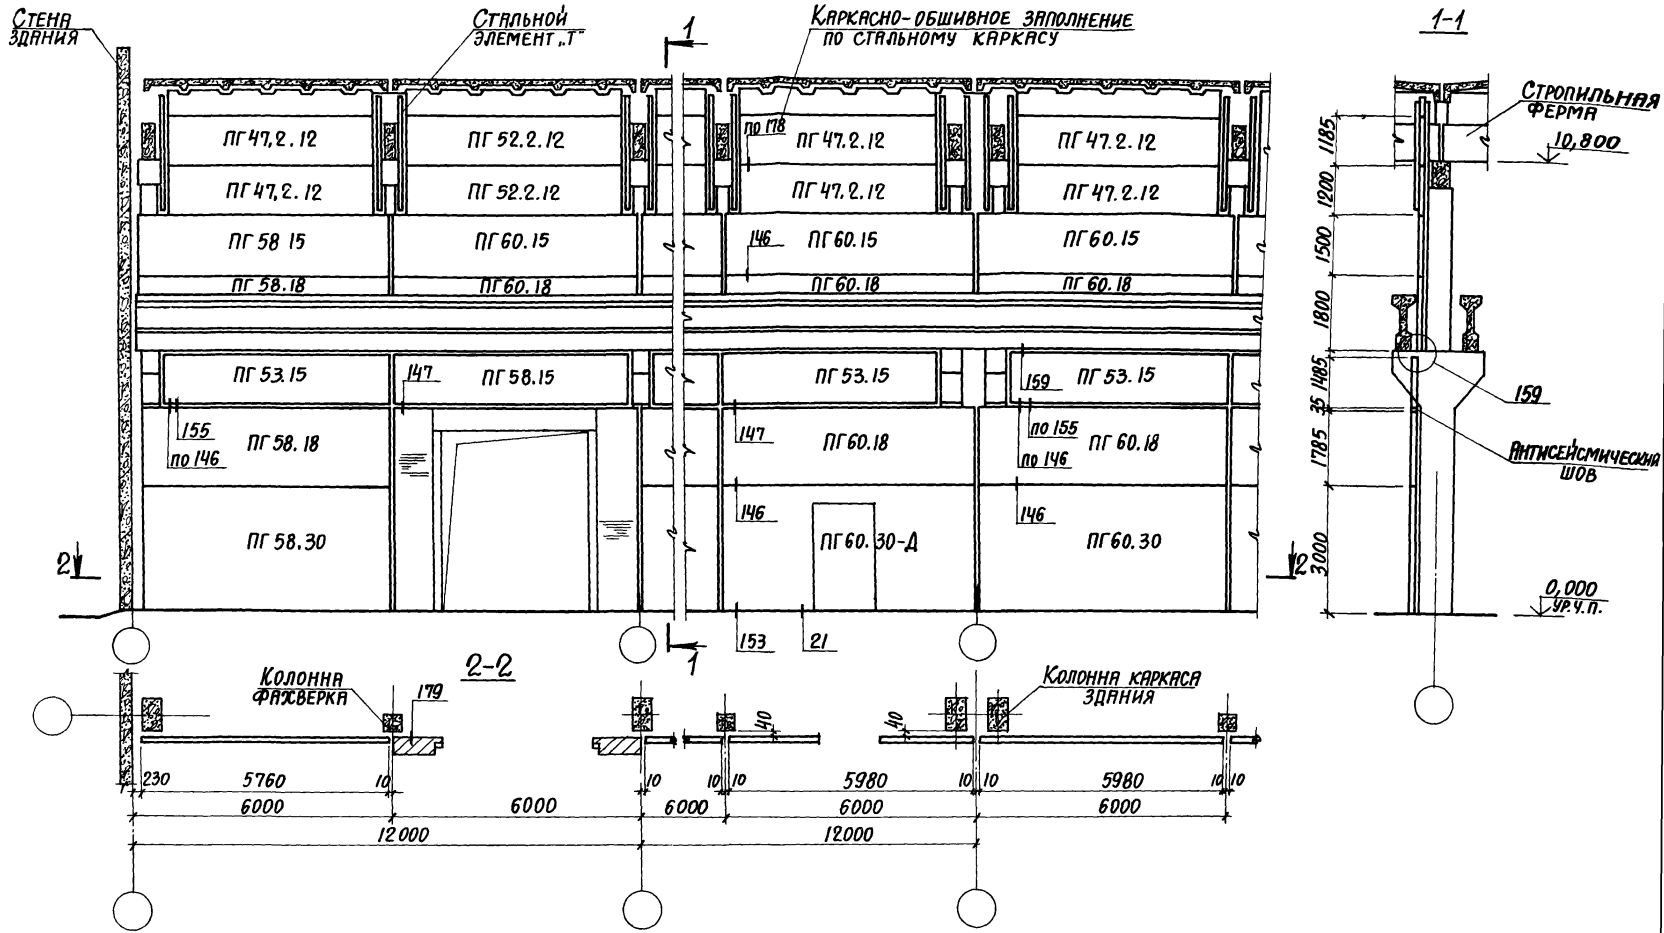 СТЕНА
ЗДАНИЯ
СТАЛЬНОЙ
ЭЛЕМЕНТ „Т"
1
КАРКАСНО-ОБШИВНОЕ ЗАПОЛНЕНИЕ
ПО СТАЛЬНОМУ КАРКАСУ
1-1
СТРОПИЛЬНАЯ
ФЕРМА
10,800
ПГ 47,2.12
ПГ 52.2.12
ПО 178
ПГ 47.2.12
ПГ 47.2.12
1185
ПГ 47,2.12
ПГ 52.2.12
ПГ 47.2.12
ПГ 47.2.12
1200
ПГ 58 15
ПГ 60.15
146
ПГ 60.15
ПГ 60.15
1500
ПГ 58.18
ПГ 60.18
ПГ 60.18
ПГ 60.18
1800
ПГ 53.15
147
ПГ 58.15
ПГ 53.15
159
ПГ 53.15
1485
159
35
155
ПО 146
ПГ 58.18
147
ПГ 60.18
ПО 155
ПО 146
ПГ 60.18
1785
АНТИСЕЙСМИЧЕСКИЙ
ШОВ
146
146
2
ПГ 58.30
ПГ 60.30-Д
ПГ 60.30
2
3000
0,000
УР.Ч.П.
153
21
1
2-2
КОЛОННА
ФАХВЕРКА
179
КОЛОННА КАРКАСА
ЗДАНИЯ
40
40
230
5760
10
10
10
10
5980
10
10
5980
10
10
6000
6000
6000
6000
6000
12000
12000